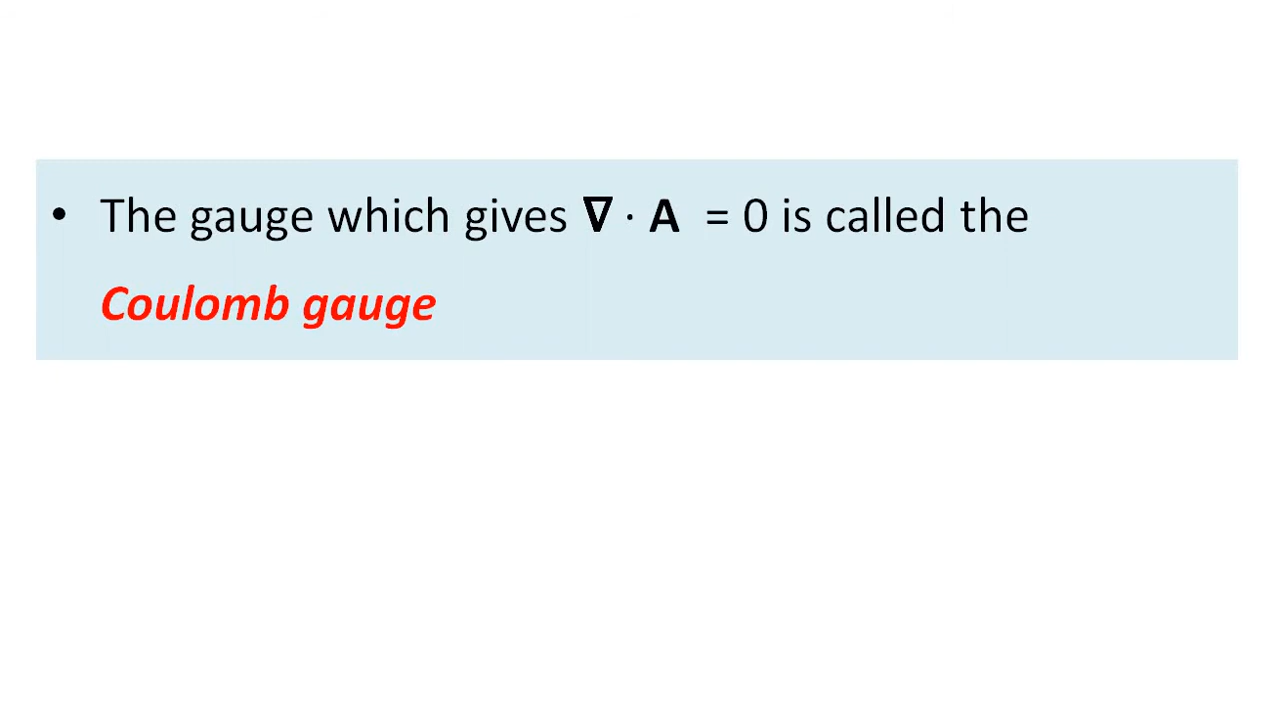 • The gauge which gives ∇ · A = 0 is called the
Coulomb gauge